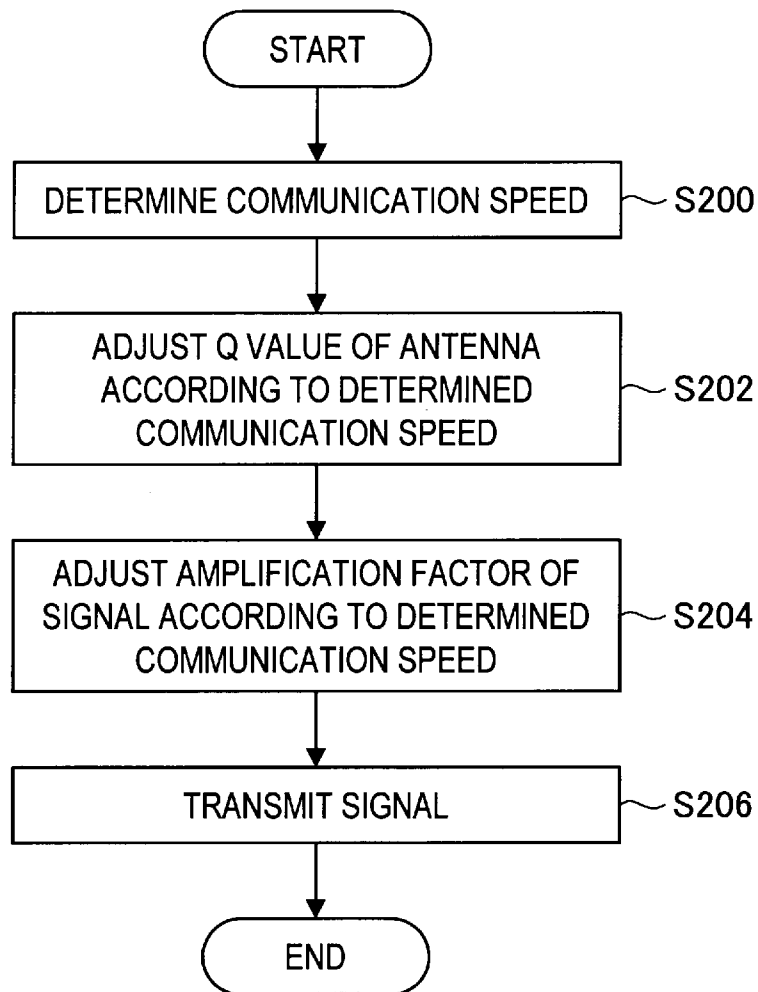 START
DETERMINE COMMUNICATION SPEED
S200
ADJUST Q VALUE OF ANTENNA
ACCORDING TO DETERMINED
COMMUNICATION SPEED
S202
ADJUST AMPLIFICATION FACTOR OF
SIGNAL ACCORDING TO DETERMINED
COMMUNICATION SPEED
S204
TRANSMIT SIGNAL
S206
END